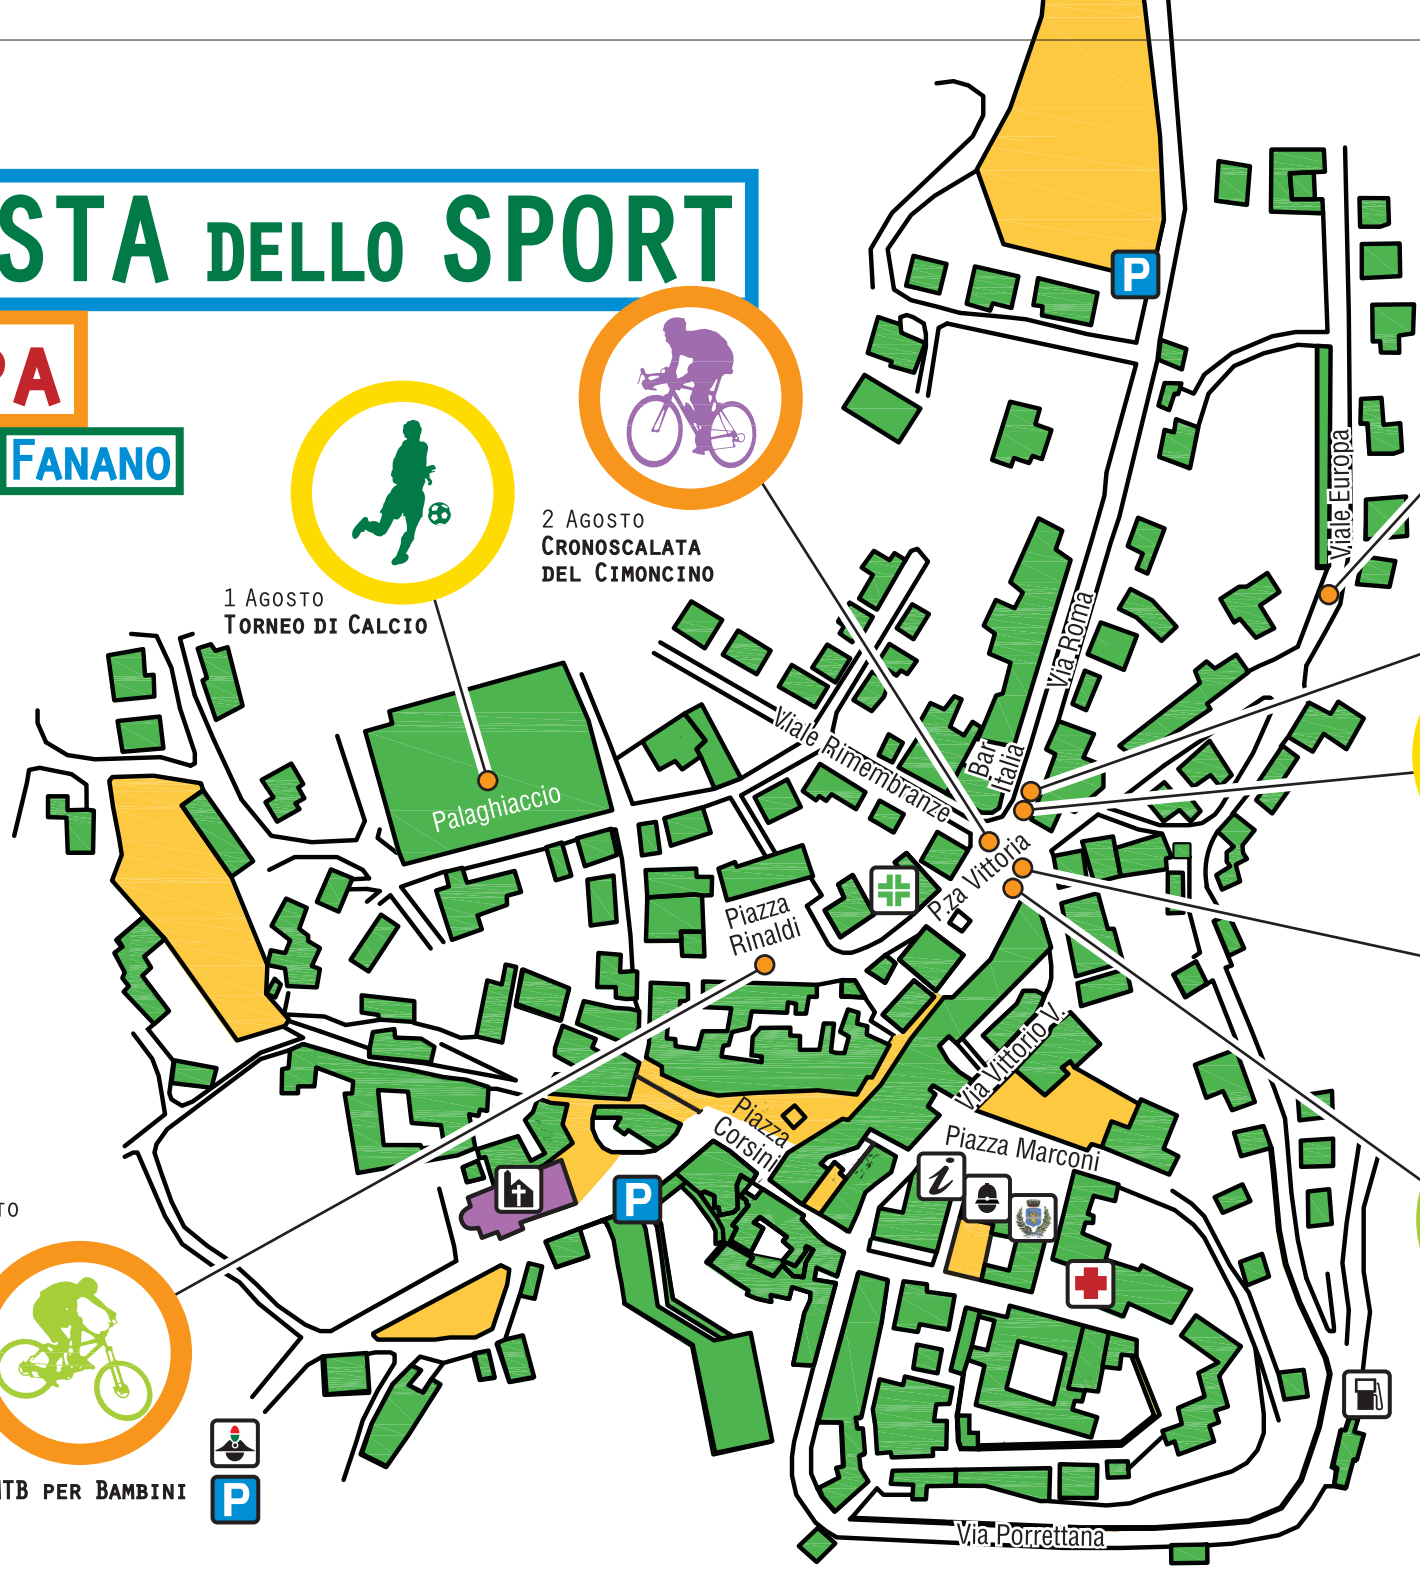 STA DELLO SPORT
PA
FANANO
2 AGOSTO
CRONOSCALATA
DEL CIMONCINO
1 AGOSTO
TORNEO DI CALCIO
Viale Europa
Via Roma
Bar
Italia
Viale Rimembranze
Palaghiaccio
P.za Vittoria
Piazza
Rinaldi
Via Vittorio V.
Piazza
Corsini
Piazza Marconi
Via Porrettana
TO
MTB PER BAMBINI
P
P
P
i